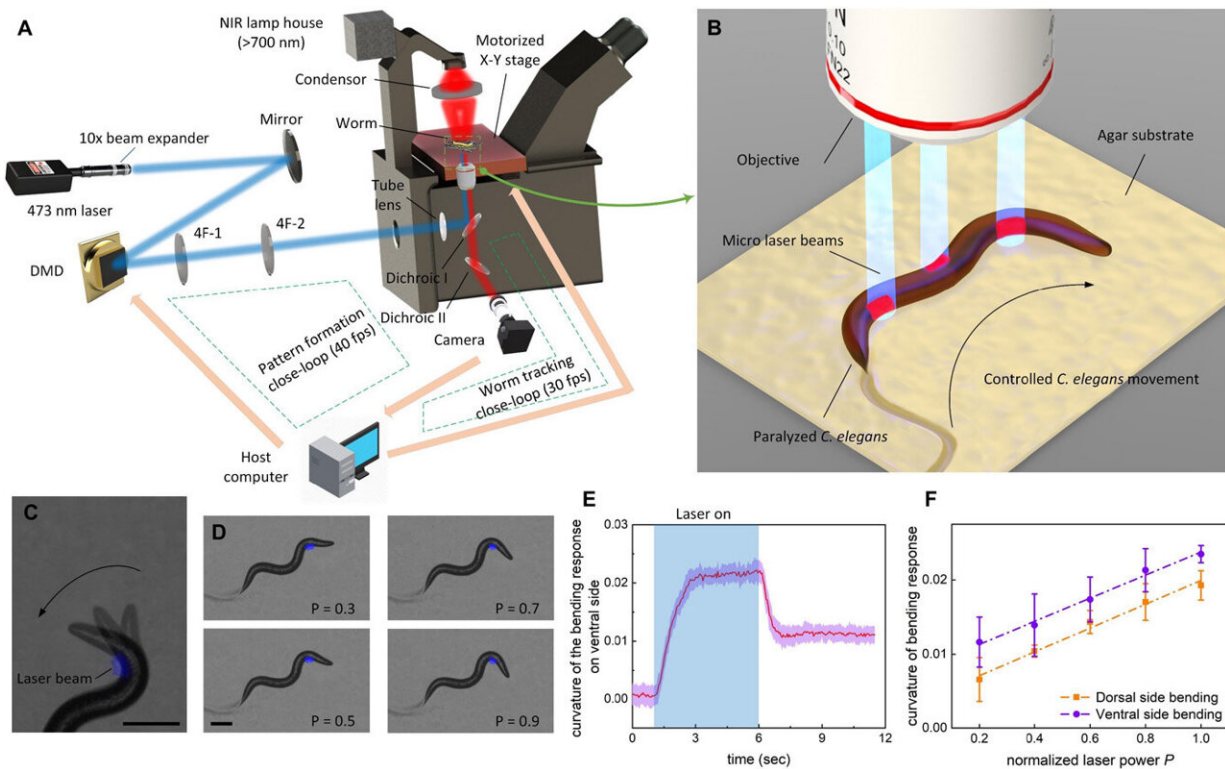 A
NIR lamp house
(>700 nm)
Motorized
X-Y stage
Condensor
Mirror
Worm
10x beam expander
473 nm laser
Tube
lens
4F-1
4F-2
DMD
Dichroic I
Dichroic II
Camera
Pattern formation
close-loop (40 fps)
Worm tracking
close-loop (30 fps)
Host
computer
B
N
0-10
N22
Objective
Agar substrate
Micro laser beams
Controlled C. elegans movement
Paralyzed C. elegans
C
Laser beam
D
P = 0.3
P = 0.7
P = 0.5
P = 0.9
E
Laser on
curvature of the bending response
on ventral side
0.03
0.02
0.01
0.00
0
3
6
9
12
time (sec)
F
curvature of bending response
0.02
0.01
0.00
Dorsal side bending
Ventral side bending
0.2
0.4
0.6
0.8
1.0
normalized laser power P